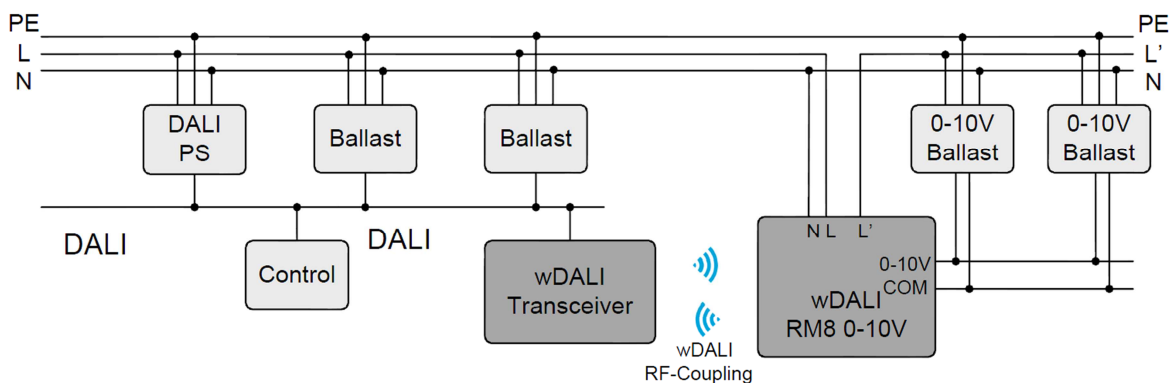 PE
L
N
PE
L'
N
DALI
PS
Ballast
Ballast
0-10V
Ballast
0-10V
Ballast
DALI
DALI
Control
wDALI
Transceiver
wDALI
RF-Coupling
N L L'
0-10V
COM
wDALI
RM8 0-10V